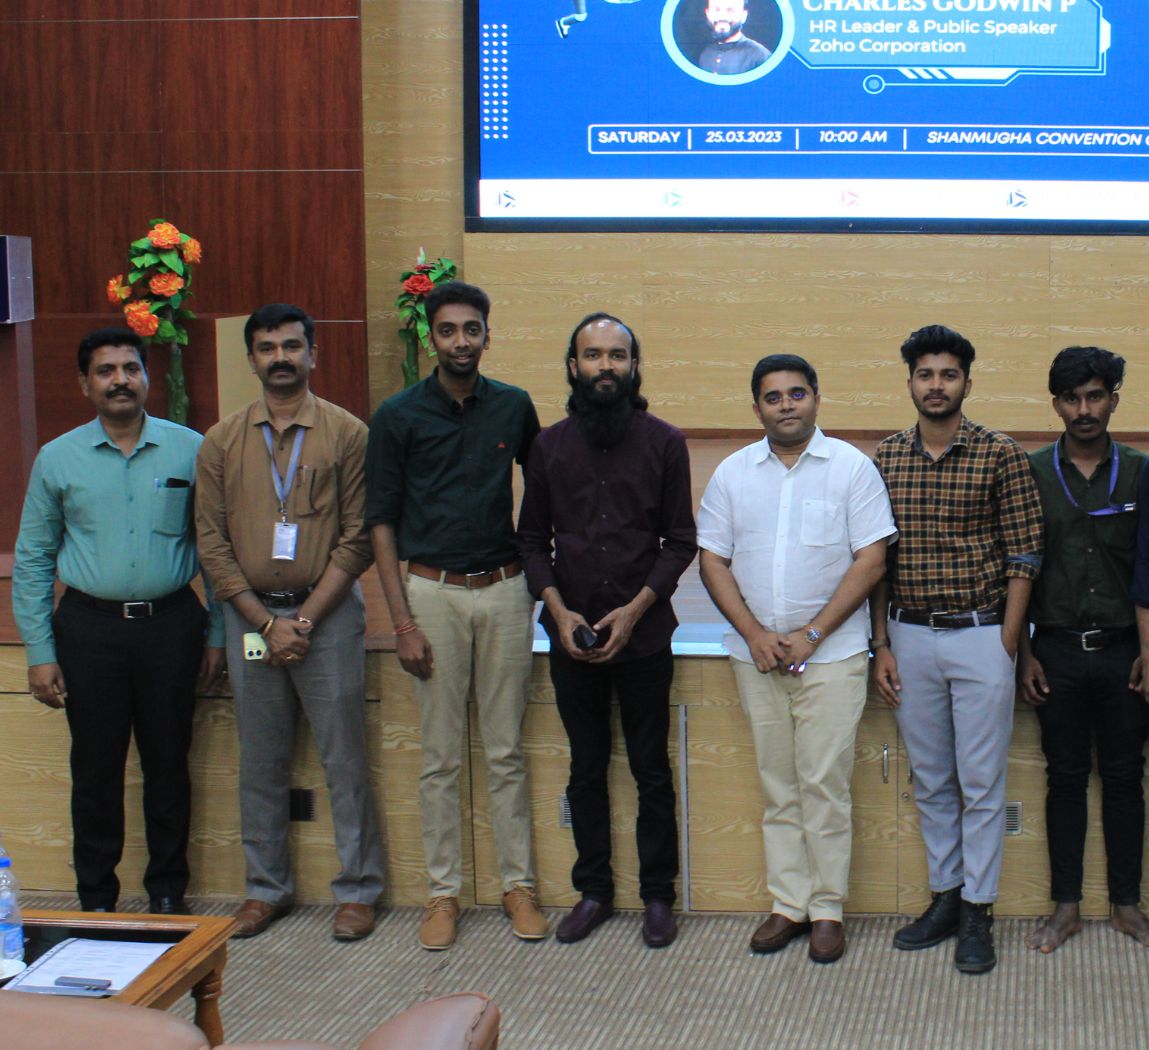 CHARLES GODWIN P
HR Leader & Public Speaker
Zoho Corporation
SATURDAY | 25.03.2023 | 10:00 AM | SHANMUGHA CONVENTION